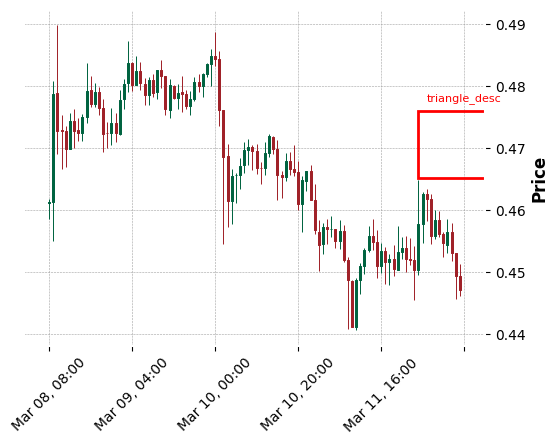 0.49
0.48
triangle_desc
0.47
0.46
0.45
0.44
Price
Mar 08, 08:00
Mar 09, 04:00
Mar 10, 00:00
Mar 10, 20:00
Mar 11, 16:00